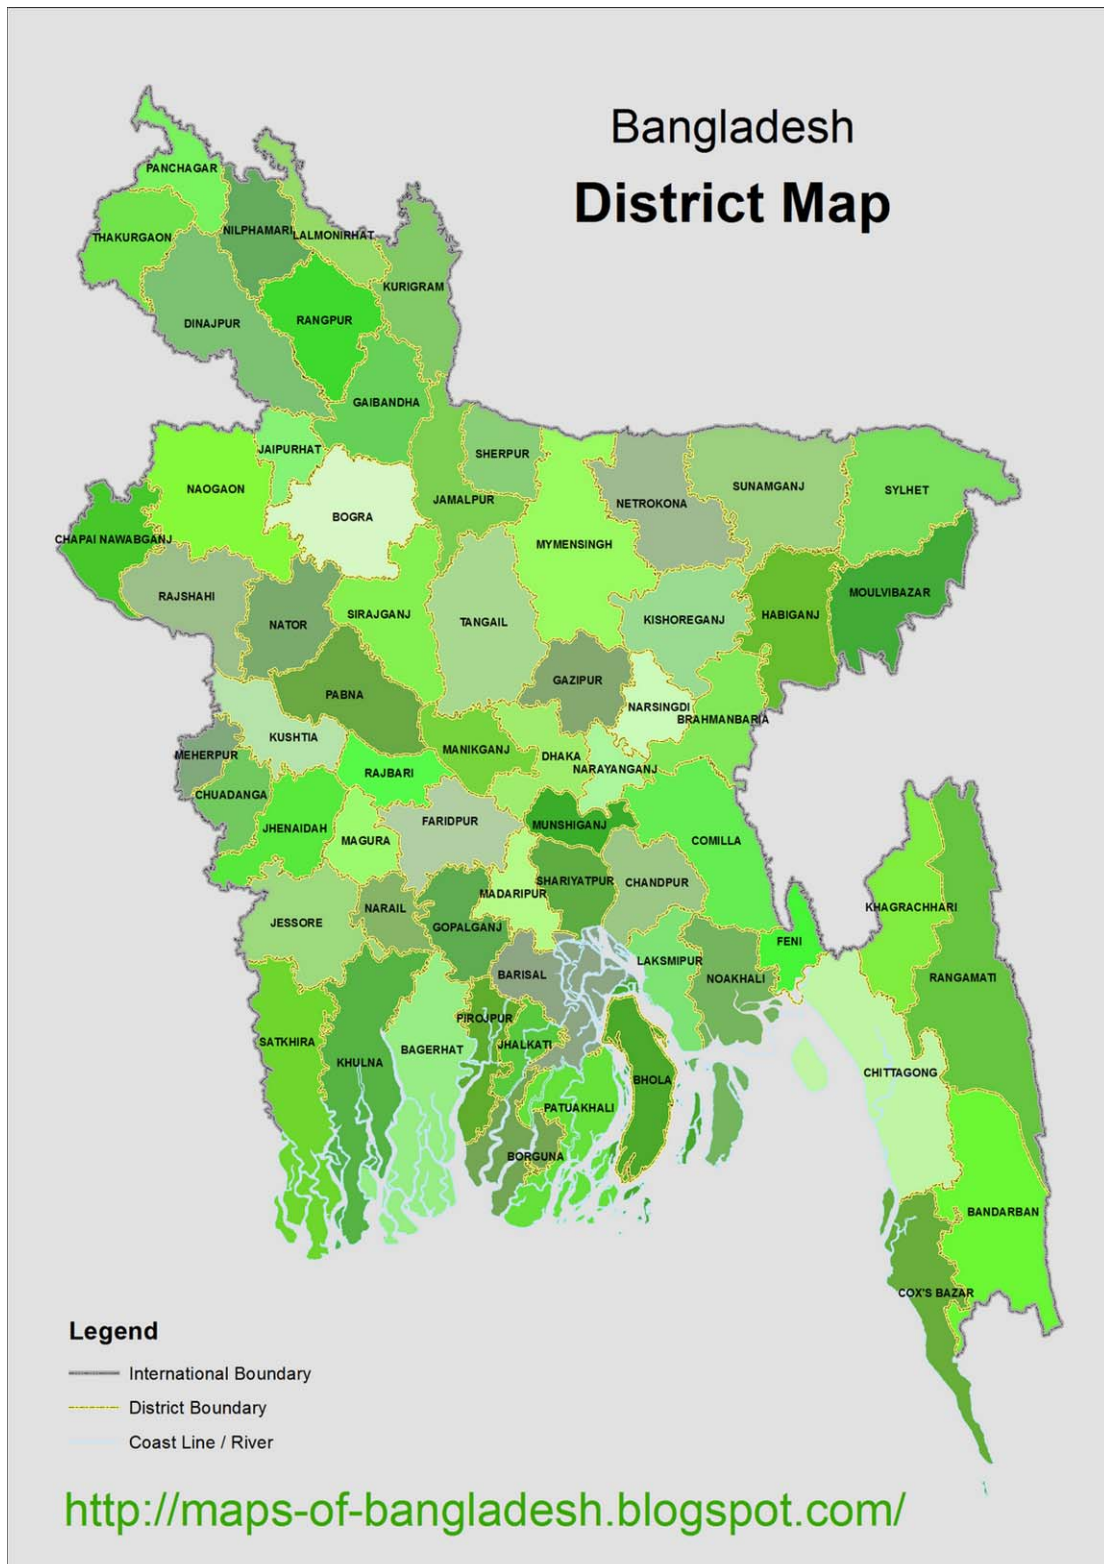 Bangladesh
District Map
PANCHAGAR
THAKURGAON
NILPHAMARI
LALMONIRHAT
KURIGRAM
DINAJPUR
RANGPUR
GAIBANDHA
JAIPURHAT
SHERPUR
NAOGAON
BOGRA
JAMALPUR
NETROKONA
SUNAMGANJ
SYLHET
CHAPAI NAWABGANJ
MYMENSINGH
RAJSHAHI
NATOR
SIRAJGANJ
TANGAIL
KISHOREGANJ
HABIGANJ
MOULVIBAZAR
PABNA
GAZIPUR
NARSINGDI
BRAHMANBARIA
KUSHTIA
MEHERPUR
MANIKGANJ
DHAKA
NARAYANGANJ
RAJBARI
CHUADANGA
JHENAIDAH
MAGURA
FARIDPUR
MUNSHIGANJ
COMILLA
SHARIYATPUR
CHANDPUR
MADARIPUR
KHAGRACHHARI
JESSORE
NARAIL
GOPALGANJ
FENI
LAKSMIPUR
NOAKHALI
RANGAMATI
BARISAL
PIROJPUR
SATKHIRA
KHULNA
BAGERHAT
JHALKATI
BHOLA
CHITTAGONG
PATUAKHALI
BORGUNA
BANDARBAN
COX'S BAZAR
Legend
International Boundary
District Boundary
Coast Line / River
http://maps-of-bangladesh.blogspot.com/